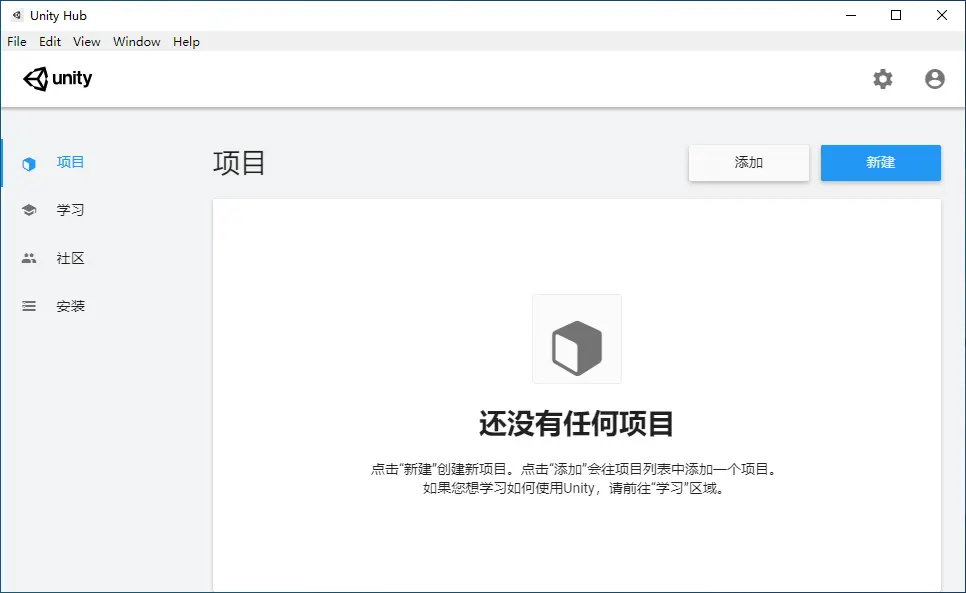 Unity Hub
File Edit View Window Help
unity
项目
学习
社区
安装
项目
添加
新建
还没有任何项目
点击“新建”创建新项目。点击“添加”会往项目列表中添加一个项目。
如果您想学习如何使用Unity，请前往“学习”区域。